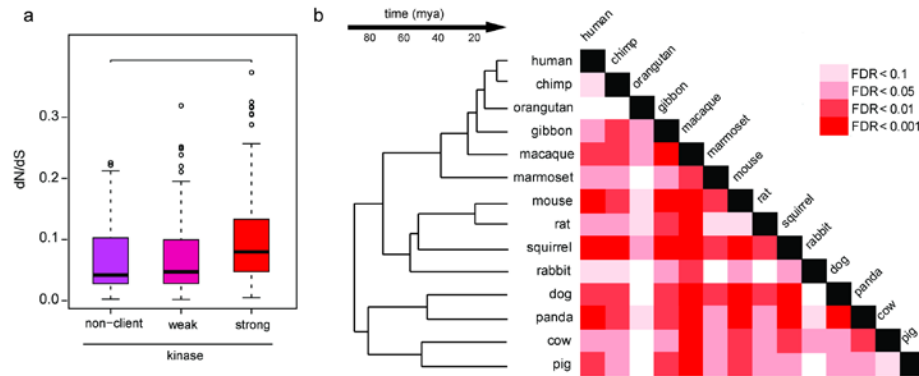 a
dN/dS
0.3
0.2
0.1
0.0
non-client
weak
strong
kinase
b
time (mya)
80
60
40
20
human
chimp
orangutan
gibbon
macaque
marmoset
mouse
rat
squirrel
rabbit
dog
panda
cow
pig
human
chimp
orangutan
gibbon
macaque
marmoset
mouse
rat
squirrel
rabbit
dog
panda
cow
pig
FDR < 0.1
FDR < 0.05
FDR < 0.01
FDR < 0.001